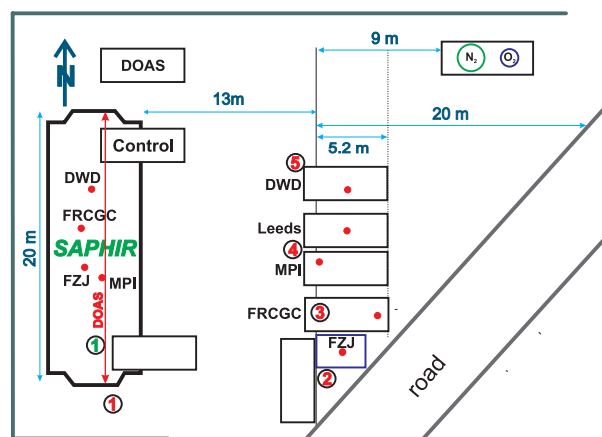 9 m
N₂
O₂
DOAS
N
13m
20 m
5.2 m
Control
5
DWD
DWD
FRCGC
Leeds
SAPHIR
4
20 m
FZJ
MPI
MPI
DOAS
FRCGC
3
1
FZJ
2
road
1